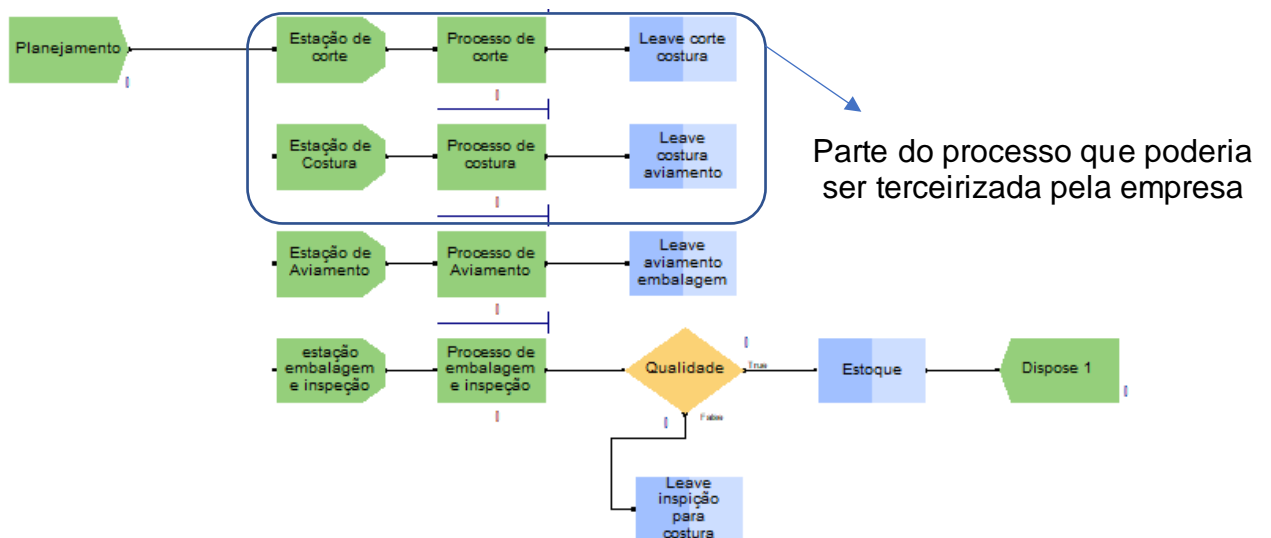 Planejamento
Estação de
corte
Processo de
corte
Leave corte
costura
Estação de
Costura
Processo de
costura
Leave
costura
aviamento
Parte do processo que poderia
ser terceirizada pela empresa
Estação de
Aviamento
Processo de
Aviamento
Leave
aviamento
embalagem
estação
embalagem
e inspeção
Processo de
embalagem
e inspeção
Qualidade
True
False
Estoque
Dispose 1
Leave
inspição
para
costura